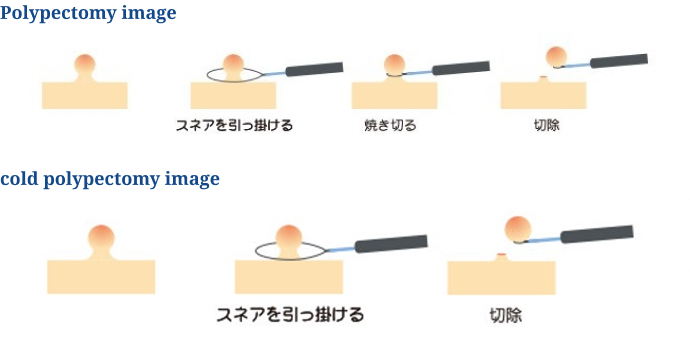 Polypectomy image
スネアを引っ掛ける
焼き切る
切除
cold polypectomy image
スネアを引っ掛ける
切除